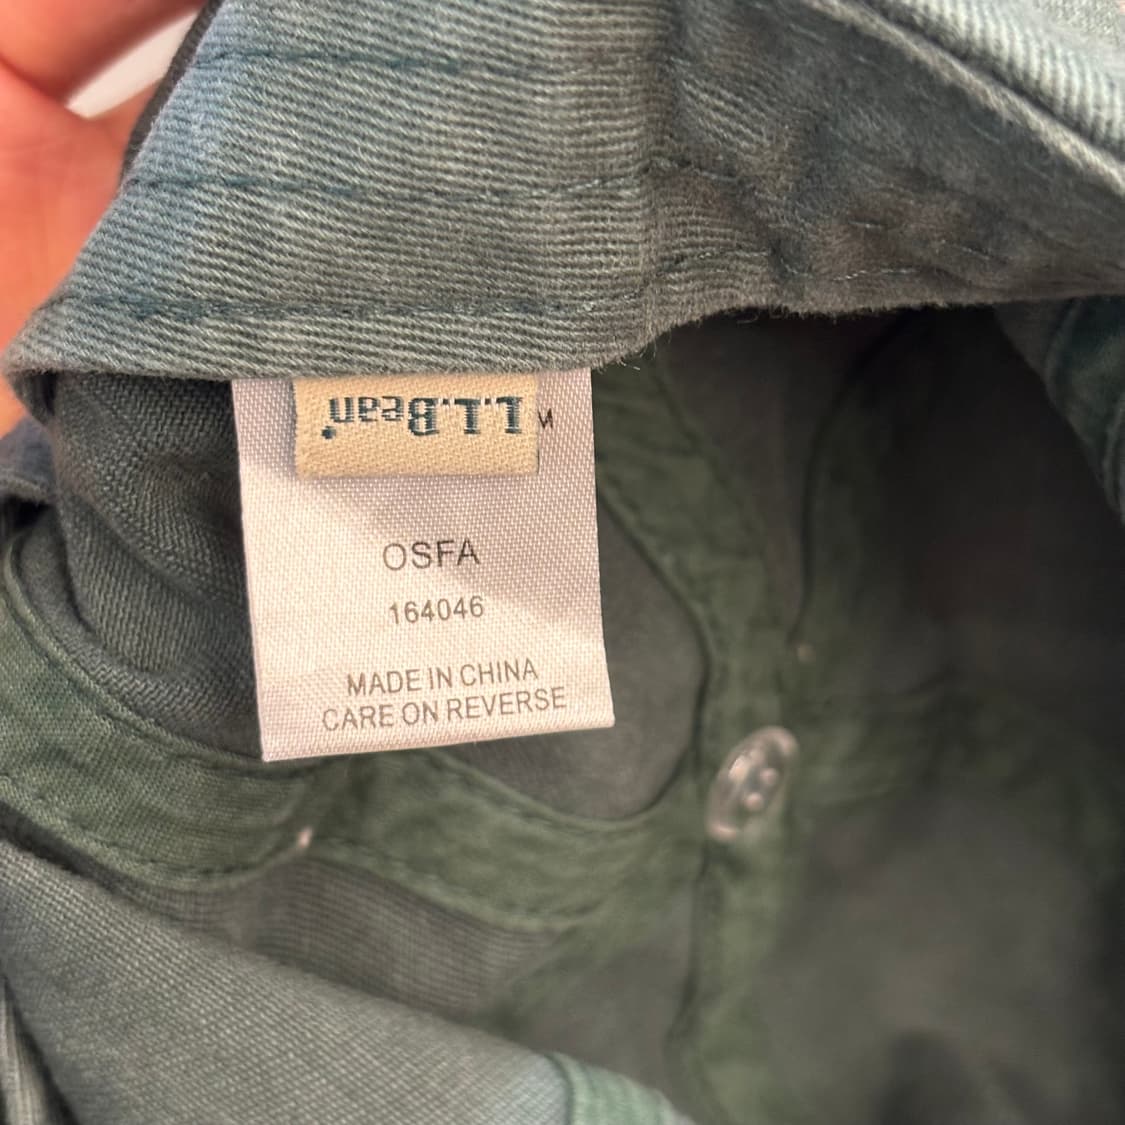 L.L.Bean®
M
OSFA
164046
MADE IN CHINA
CARE ON REVERSE